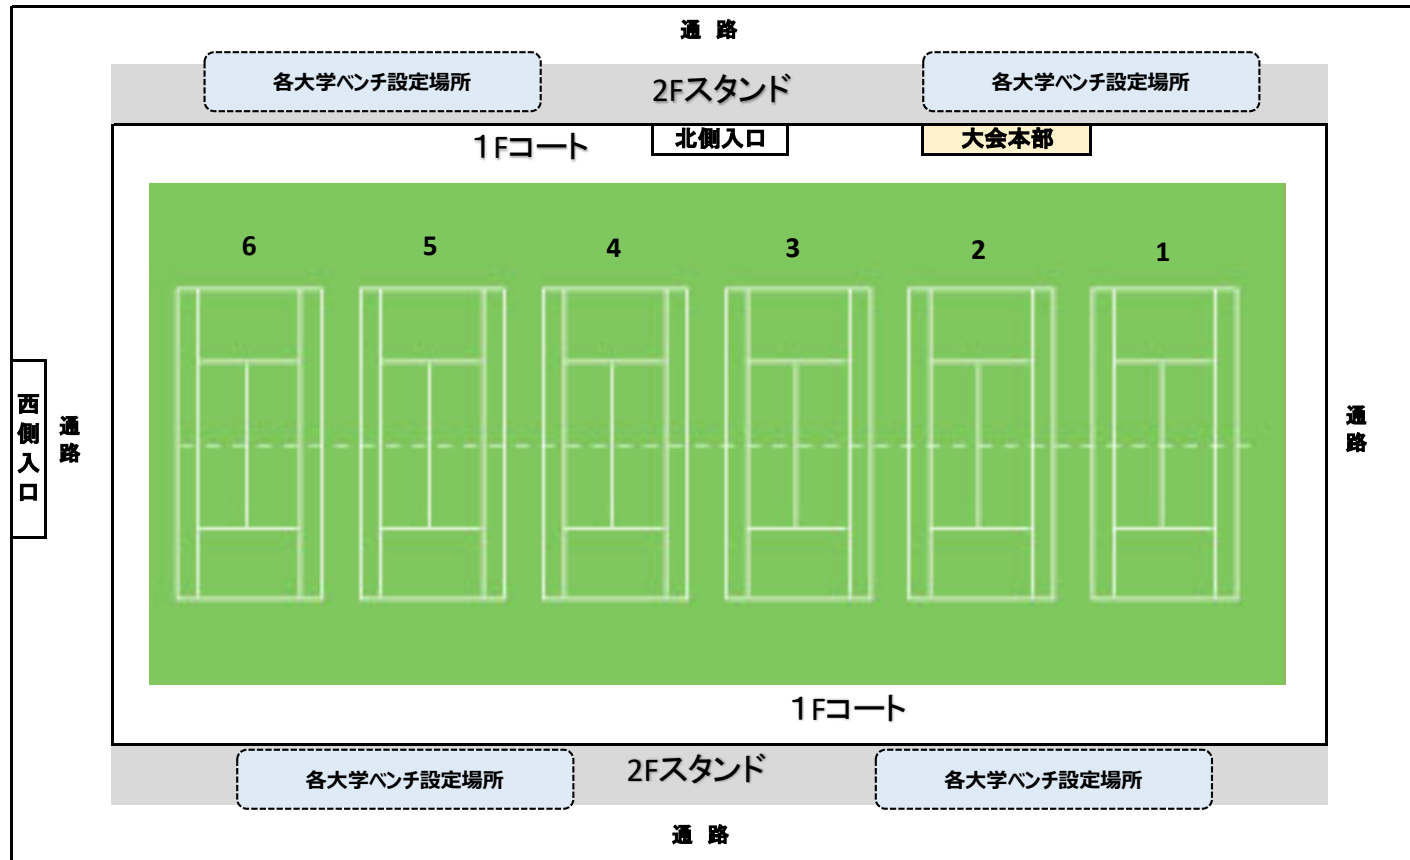 通 路
各大学ベンチ設定場所
2Fスタンド
各大学ベンチ設定場所
1Fコート
北側入口
大会本部
6
5
4
3
2
1
西側入口
通路
通路
1Fコート
各大学ベンチ設定場所
2Fスタンド
各大学ベンチ設定場所
通 路